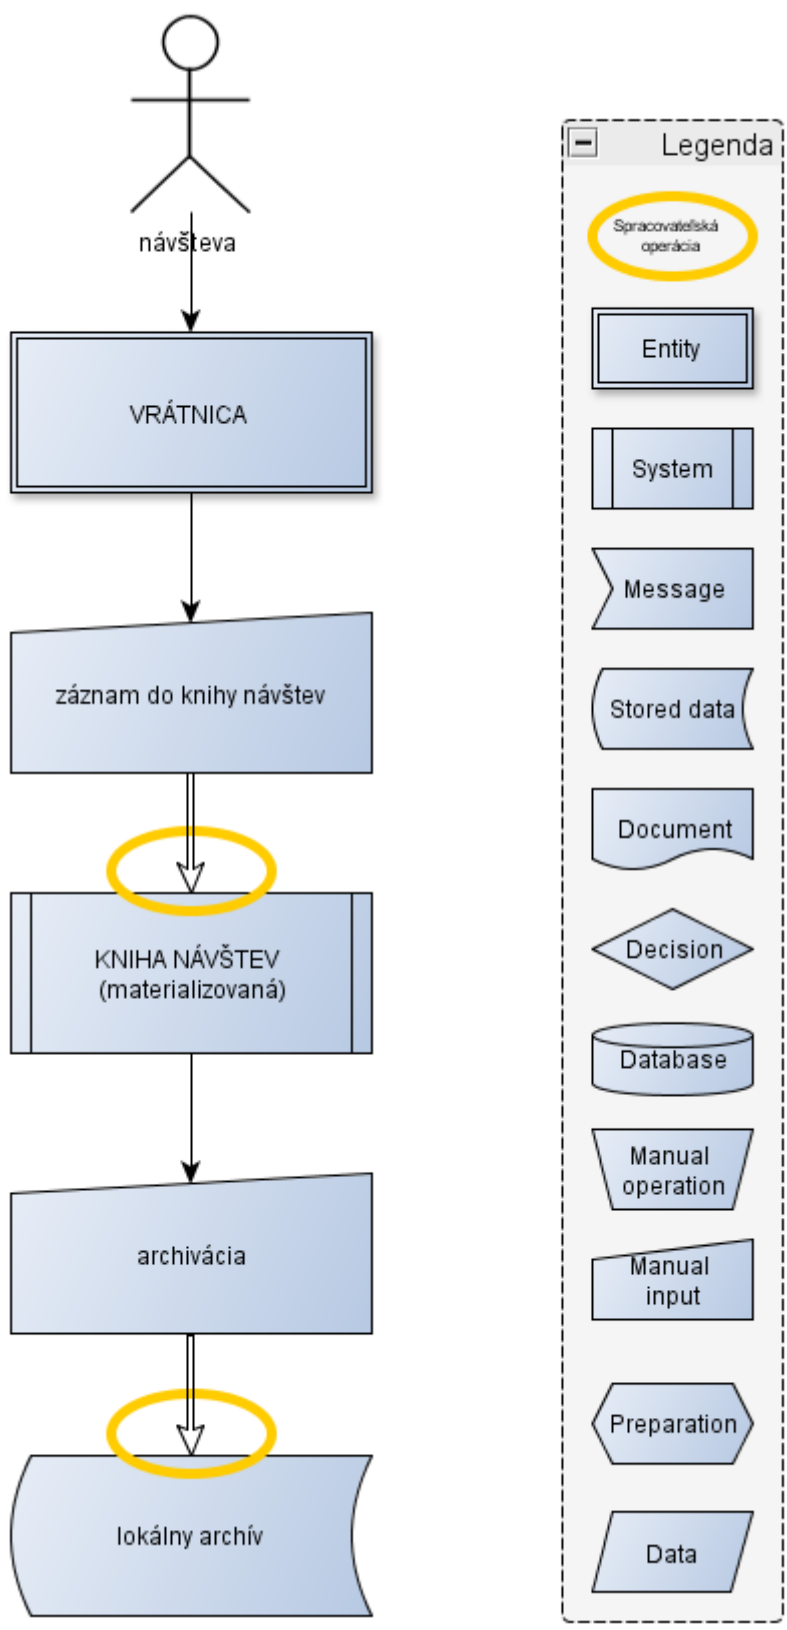 návšteva
VRÁTNICA
záznam do knihy návštev
KNIHA NÁVŠTEV
(materializovaná)
archivácia
lokálny archív
Legenda
Spracovateľská
operácia
Entity
System
Message
Stored data
Document
Decision
Database
Manual
operation
Manual
input
Preparation
Data